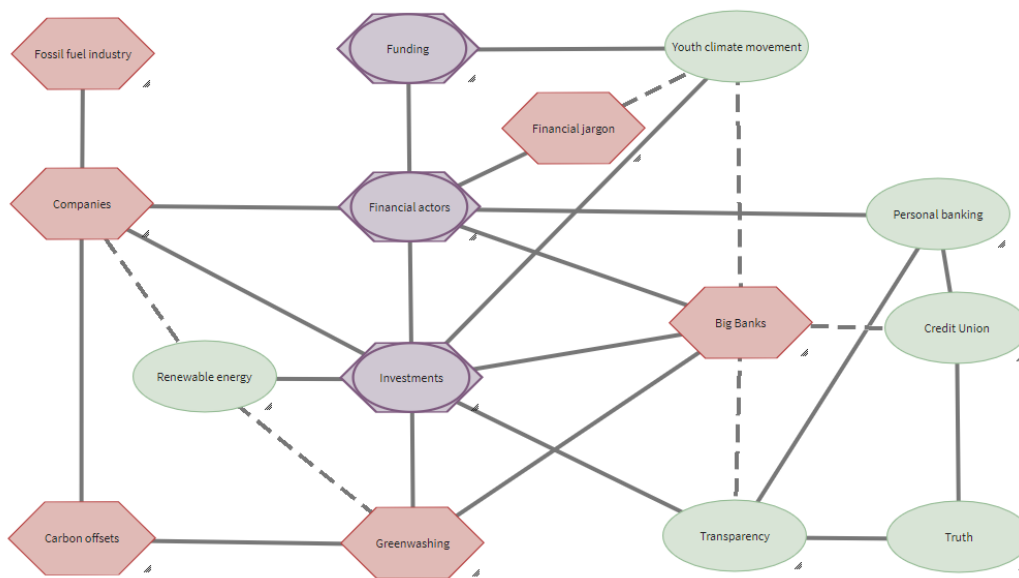 Fossil fuel industry
Funding
Youth climate movement
Financial jargon
Companies
Financial actors
Personal banking
Big Banks
Credit Union
Renewable energy
Investments
Carbon offsets
Greenwashing
Transparency
Truth